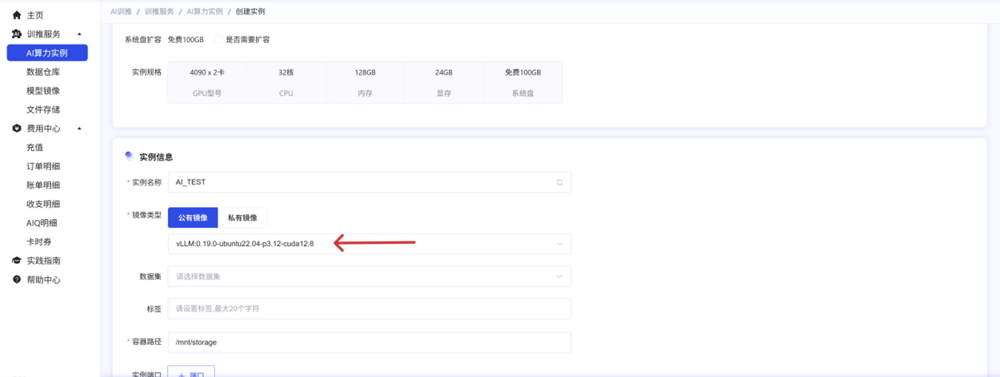 主页
训推服务
AI算力实例
数据仓库
模型镜像
文件存储
费用中心
充值
订单明细
账单明细
收支明细
AIQ明细
卡时券
实践指南
帮助中心
AI训推 / 训推服务 / AI算力实例 / 创建实例
系统盘扩容 免费100GB 是否需要扩容
实例规格 4090 x 2卡 32核 128GB 24GB 免费100GB
GPU型号 CPU 内存 显存 系统盘
实例信息
* 实例名称 AI_TEST
* 镜像类型 公有镜像 私有镜像
vLLM:0.19.0-ubuntu22.04-p3.12-cuda12.8
数据集 请选择数据集
标签 请设置标签,最大20个字符
* 容器路径 /mnt/storage
实例端口 + 端口